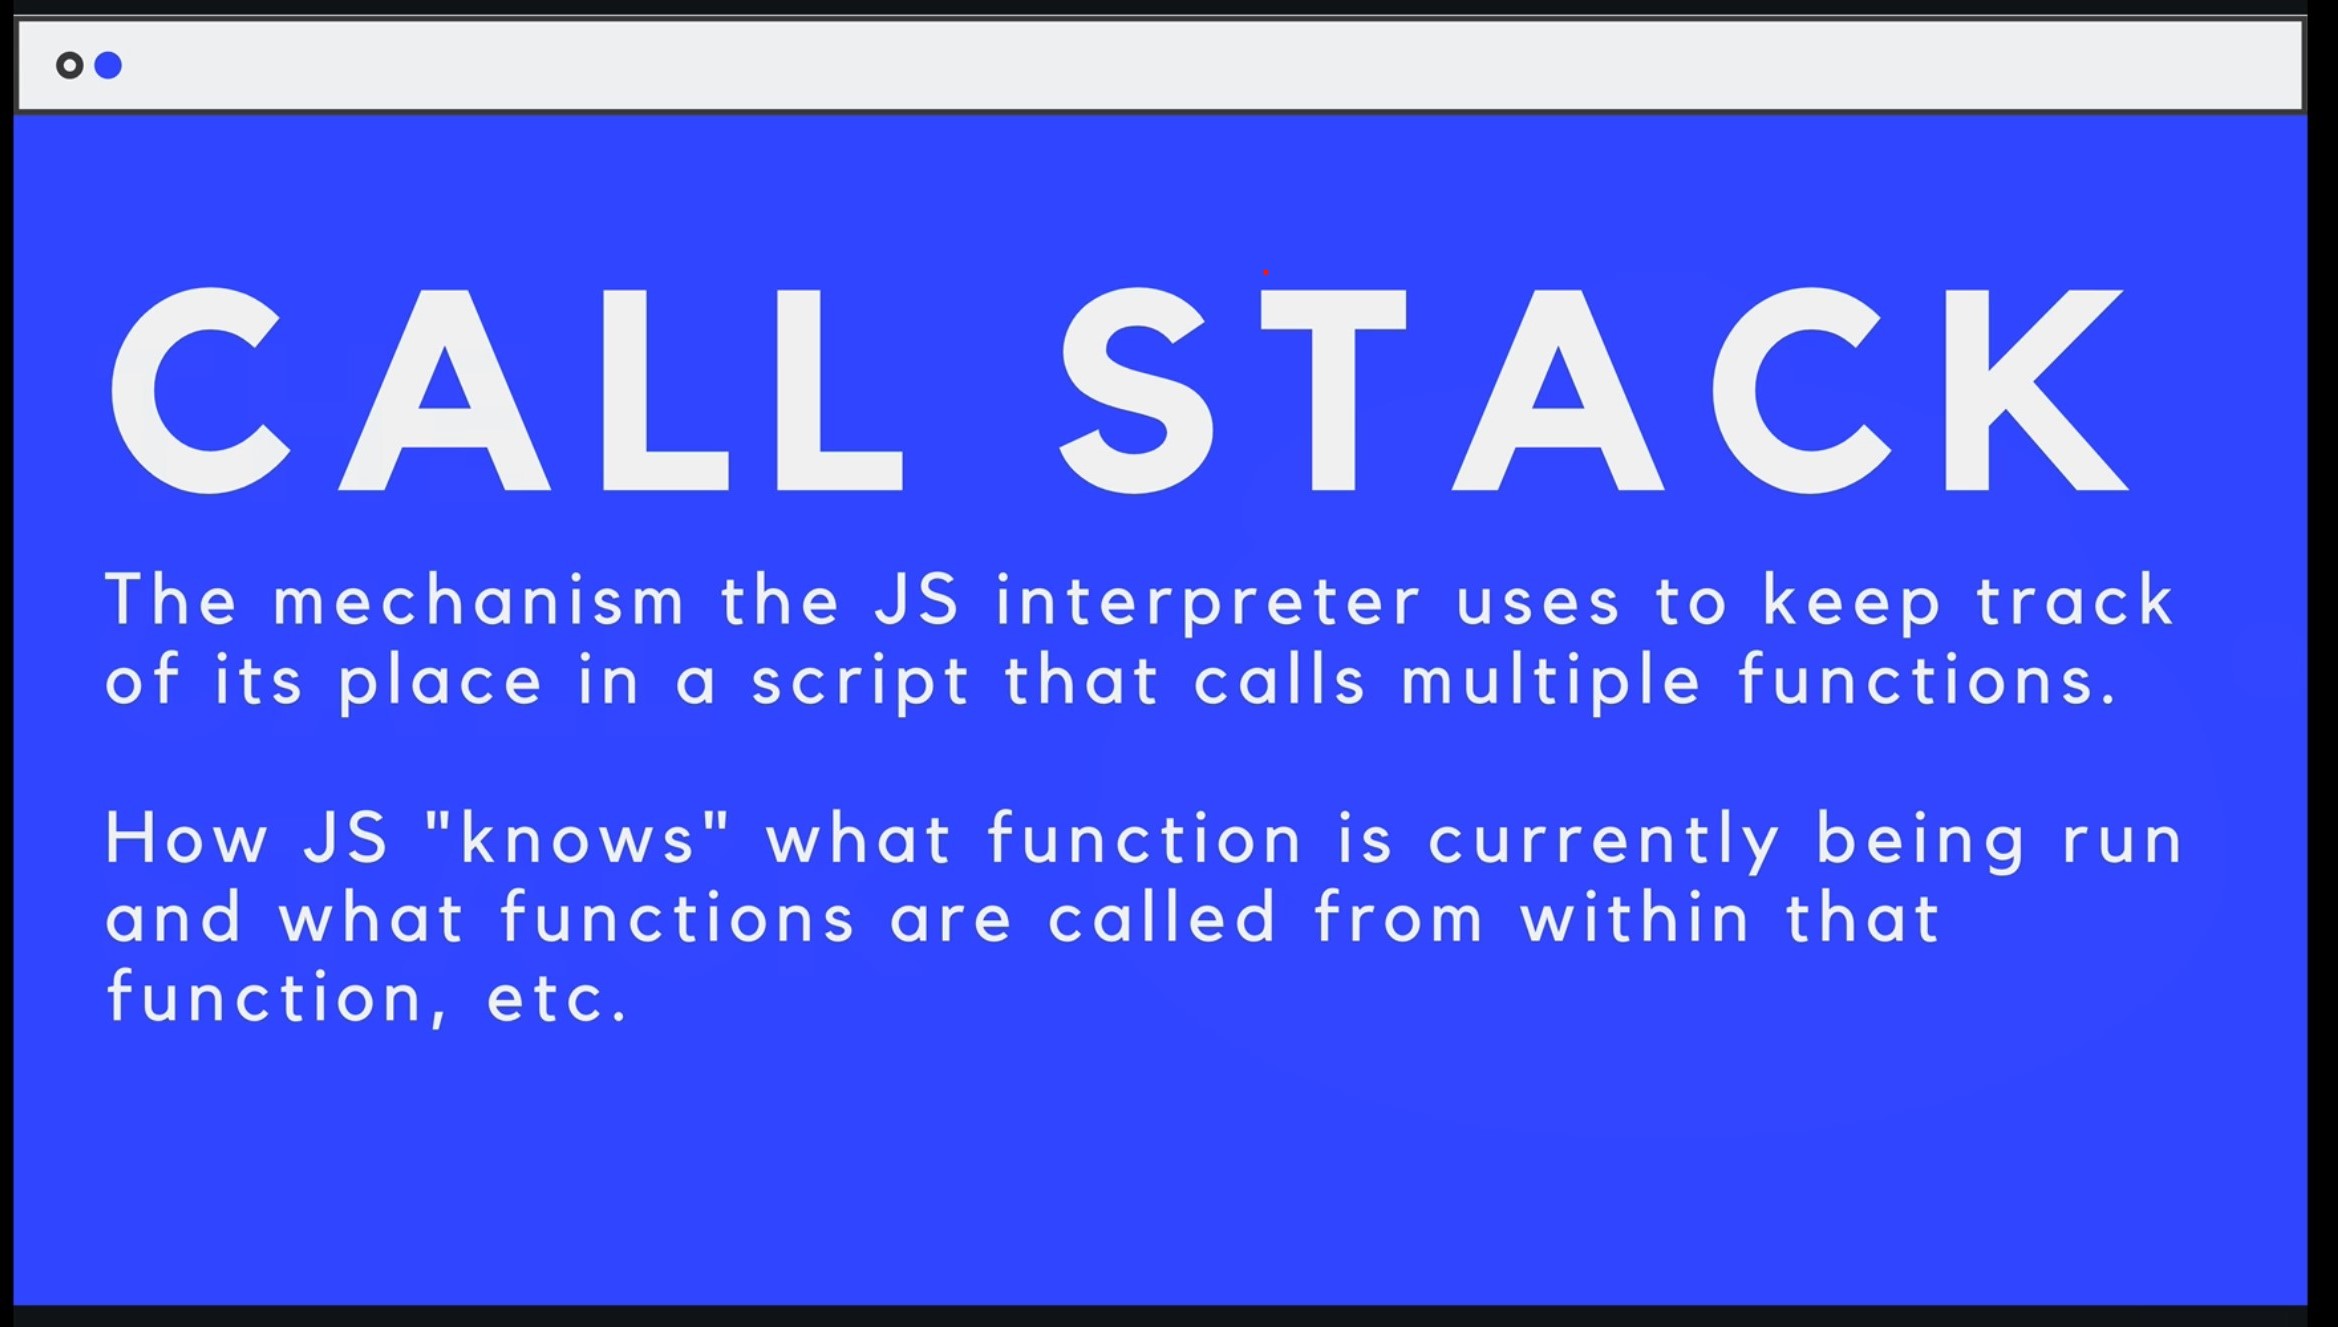 CALL STACK
The mechanism the JS interpreter uses to keep track
of its place in a script that calls multiple functions.
How JS "knows" what function is currently being run
and what functions are called from within that
function, etc.